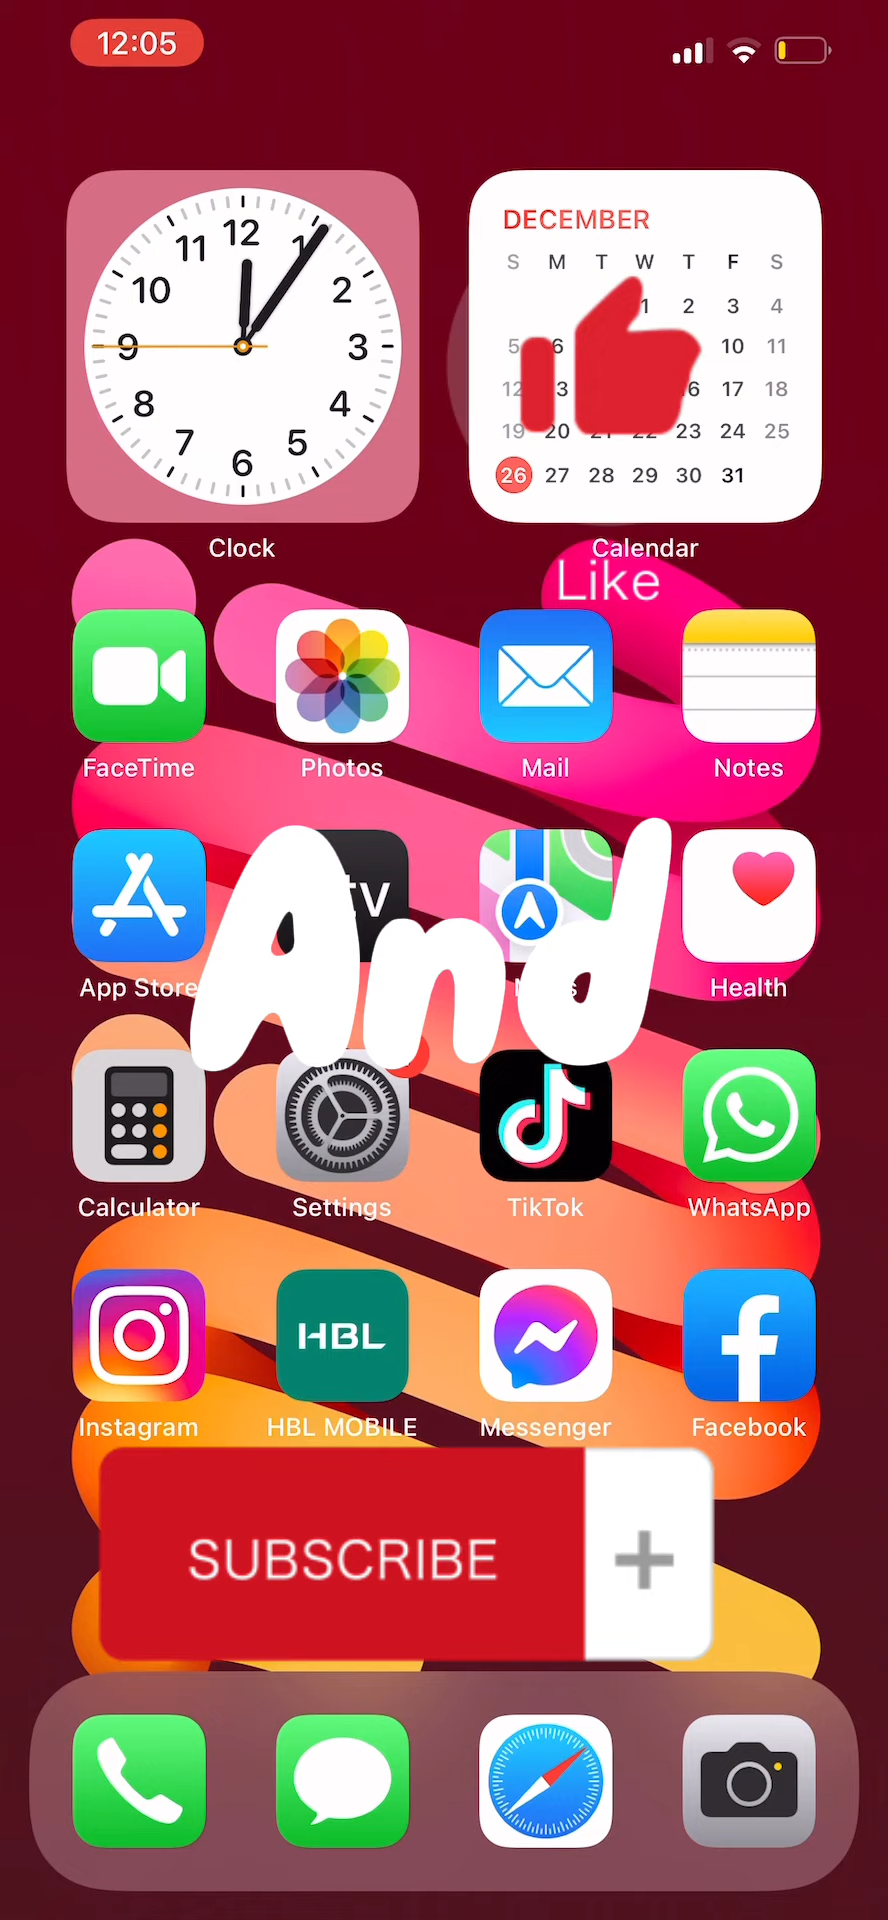 12:05
12
11
10
2
9
3
8
4
7
5
6
DECEMBER
S M T W T F S
1 2 3 4
5 6 10 11
12 17 18
19 20 21 22 23 24 25
26 27 28 29 30 31
Clock
Calendar
Like
FaceTime
Photos
Mail
Notes
tv
And
App Store
Health
Calculator
Settings
TikTok
WhatsApp
HBL
Instagram
HBL MOBILE
Messenger
Facebook
SUBSCRIBE +